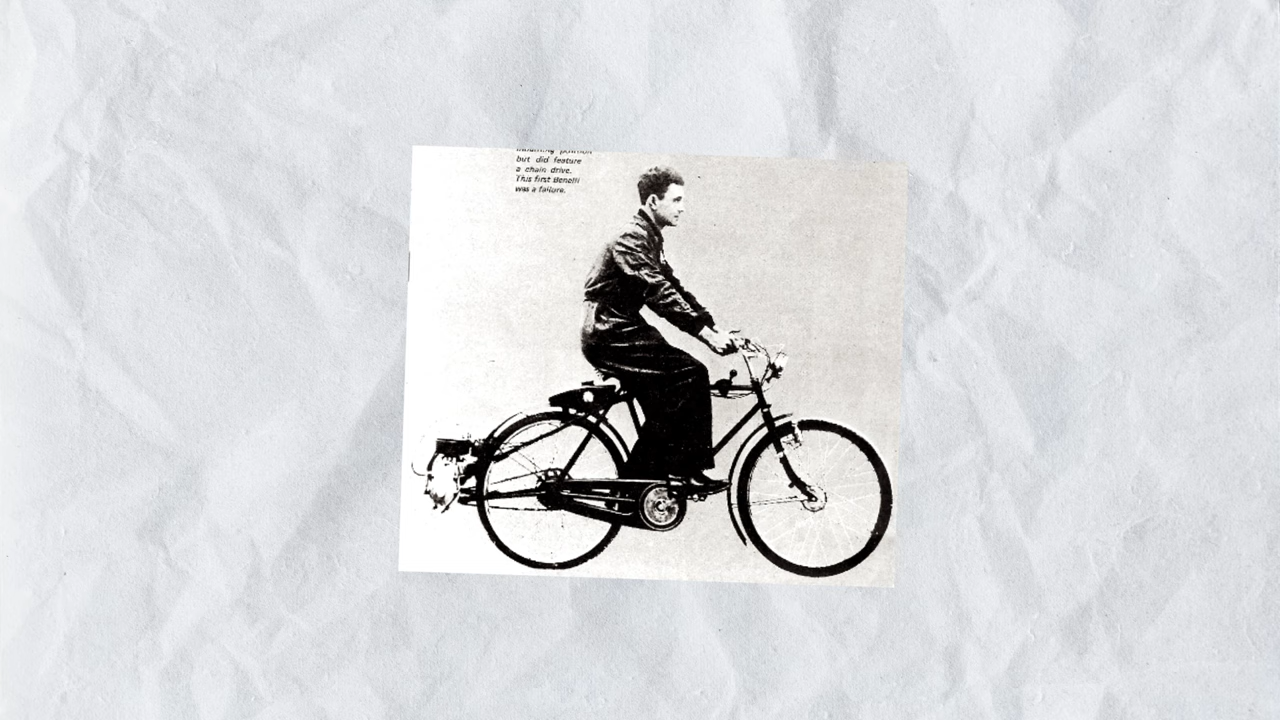 but did feature
a chain drive.
This first Benelli
was a failure.